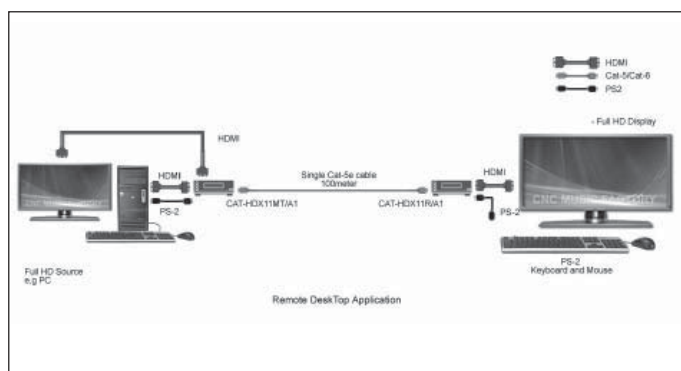 HDMI
Cat-5/Cat-6
PS2
- Full HD Display
HDMI
HDMI
PS-2
Single Cat-5e cable
100meter
HDMI
PS-2
CAT-HDX11MT/A1
CAT-HDX11R/A1
Full HD Source
e,g PC
PS-2
Keyboard and Mouse
Remote DeskTop Application